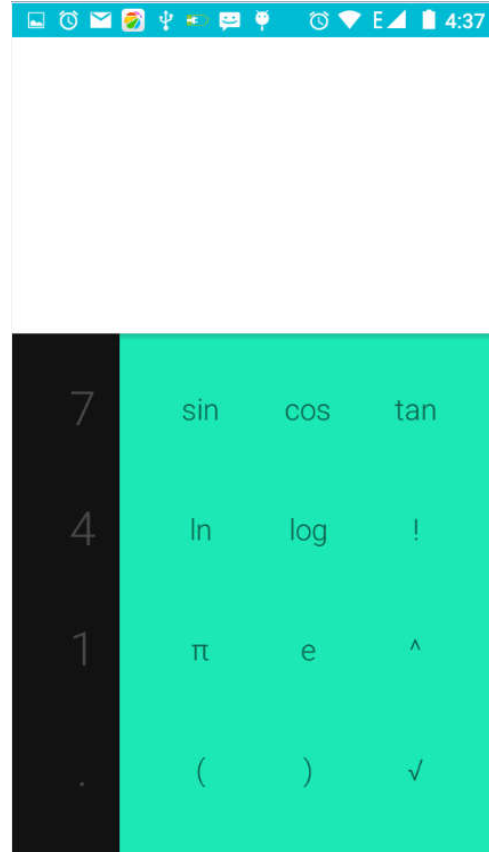 E 4:37
7 sin cos tan
4 ln log !
1 π e ^
. ( ) √